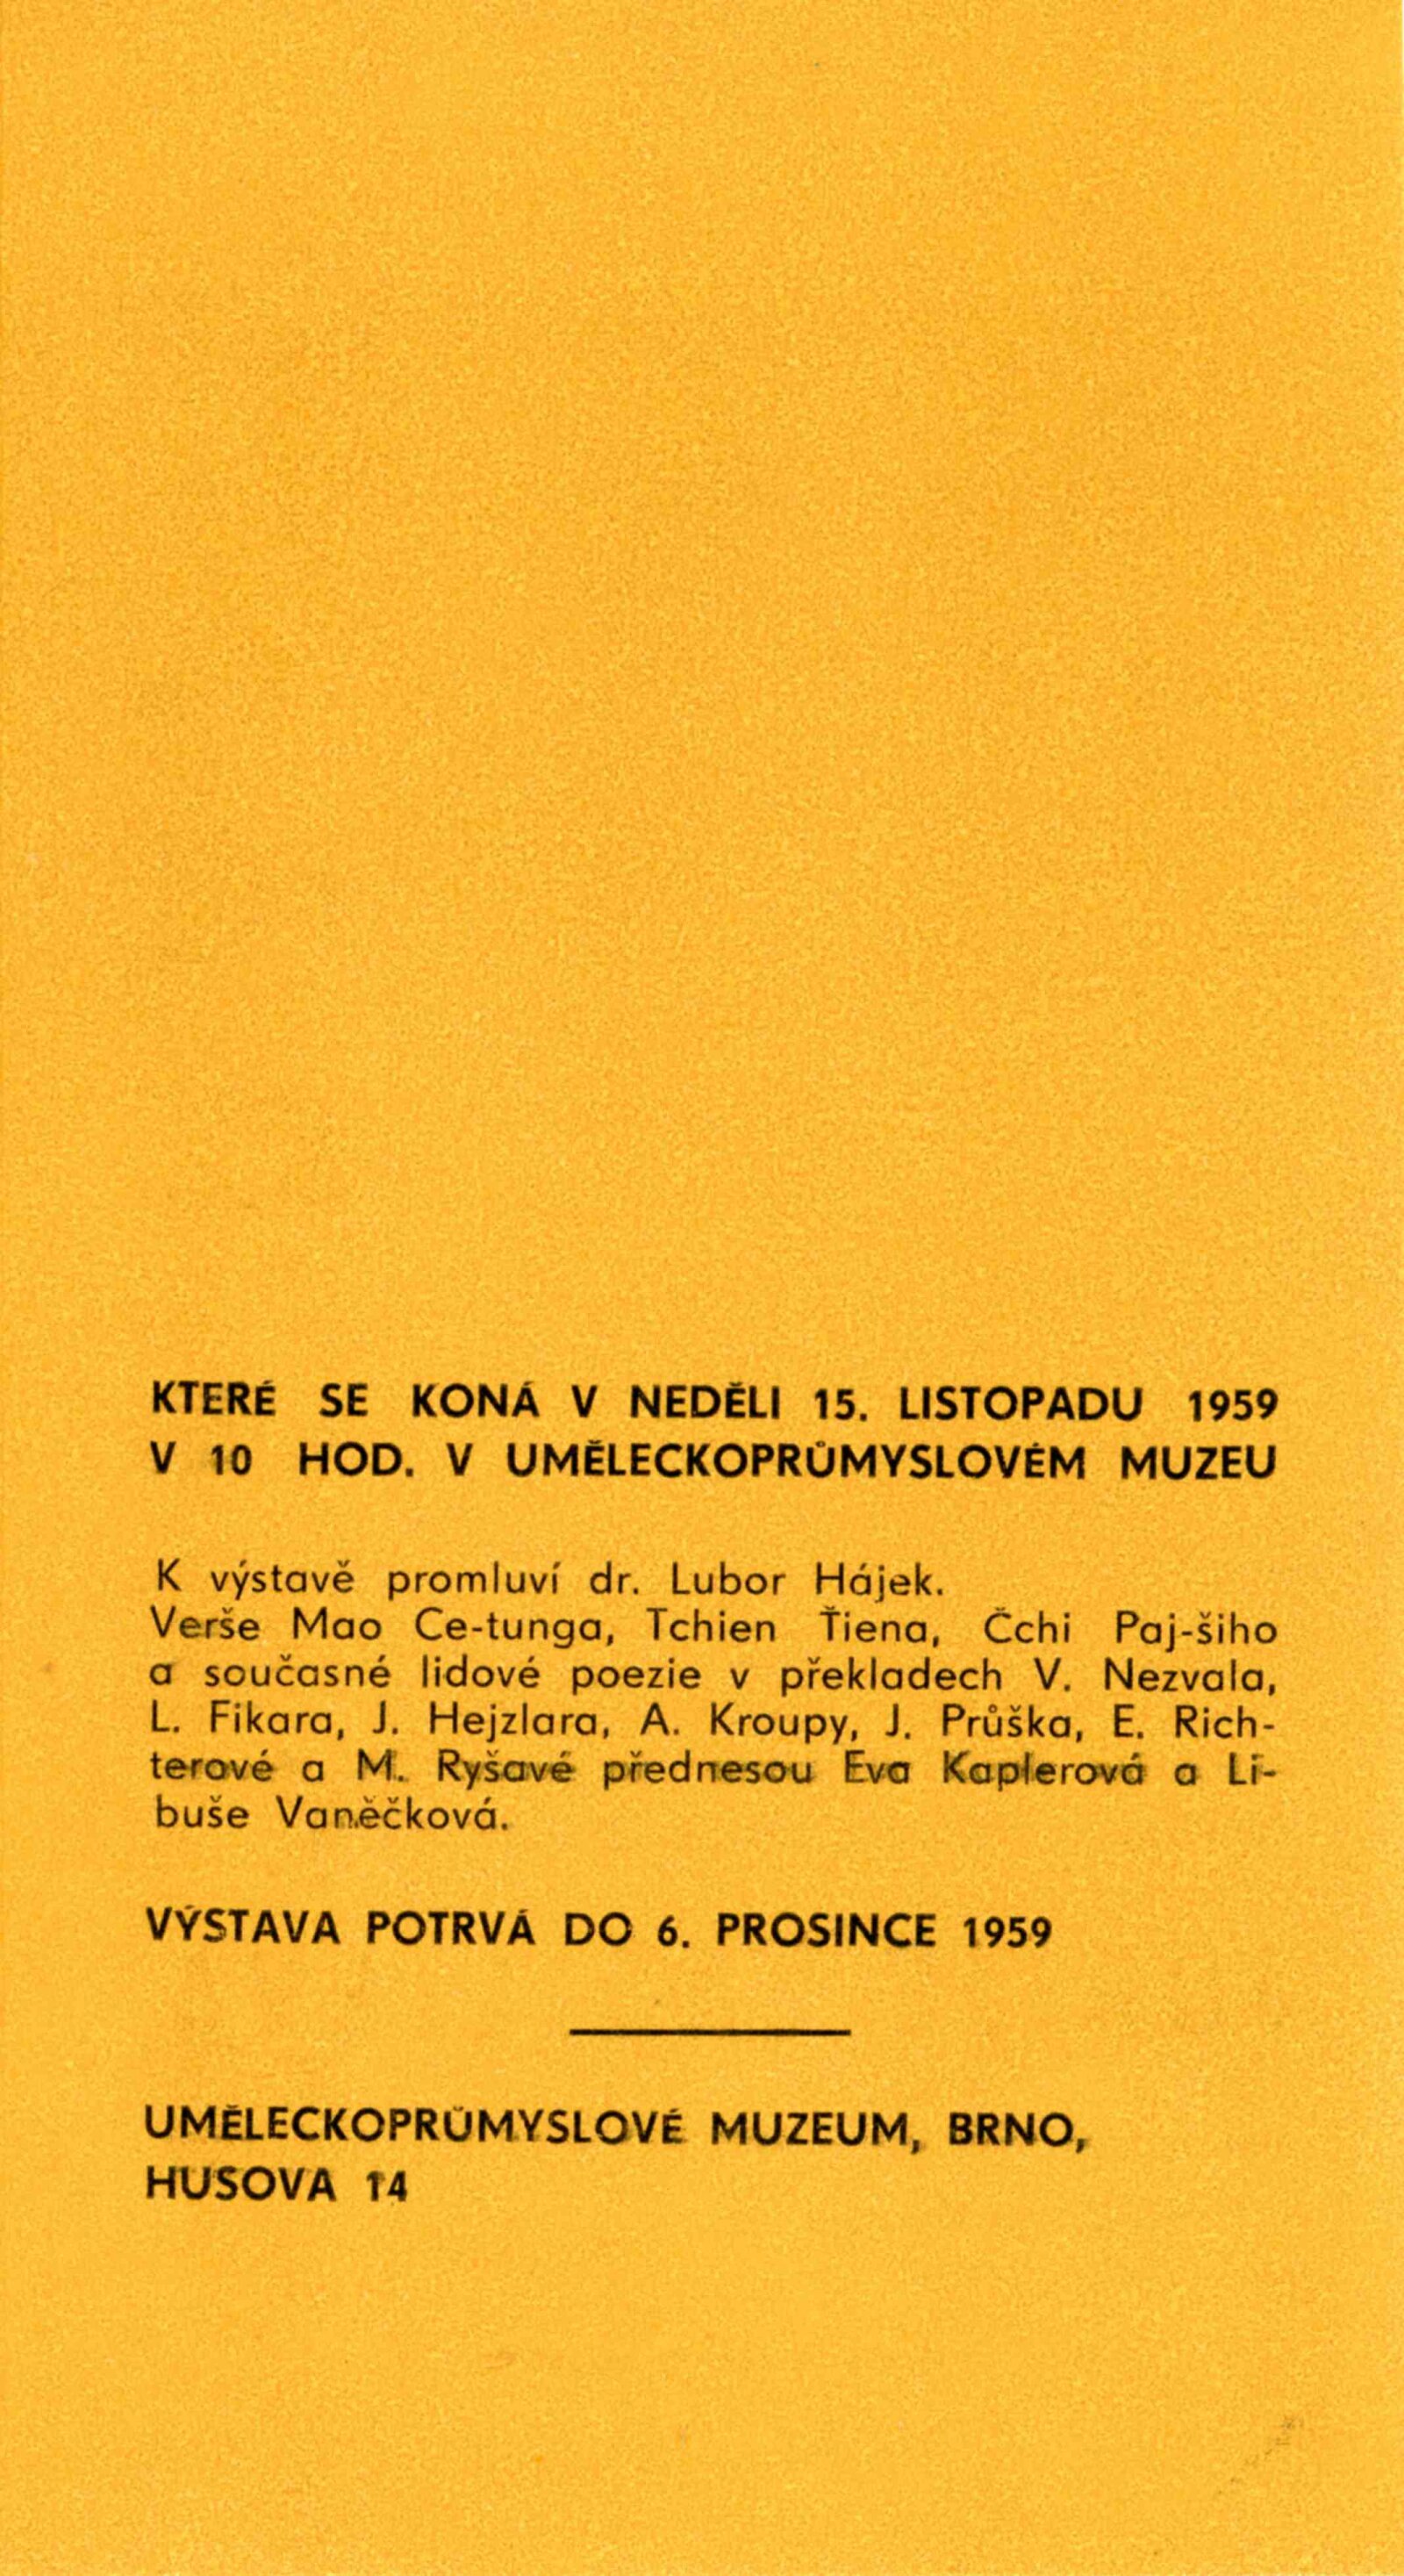 KTERÉ SE KONÁ V NEDĚLI 15. LISTOPADU 1959
V 10 HOD. V UMĚLECKOPRŮMYSLOVÉM MUZEU
K výstavě promluví dr. Lubor Hájek.
Verše Mao Ce-tunga, Tchien Ťiena, Čchi Paj-šiho
a současné lidové poezie v překladech V. Nezvala,
L. Fikara, J. Hejzlara, A. Kroupy, J. Průška, E. Rich-
terové a M. Ryšavé přednesou Eva Kaplerová a Li-
buše Vaněčková.
VÝSTAVA POTRVÁ DO 6. PROSINCE 1959
UMĚLECKOPRŮMYSLOVÉ MUZEUM, BRNO,
HUSOVA 14